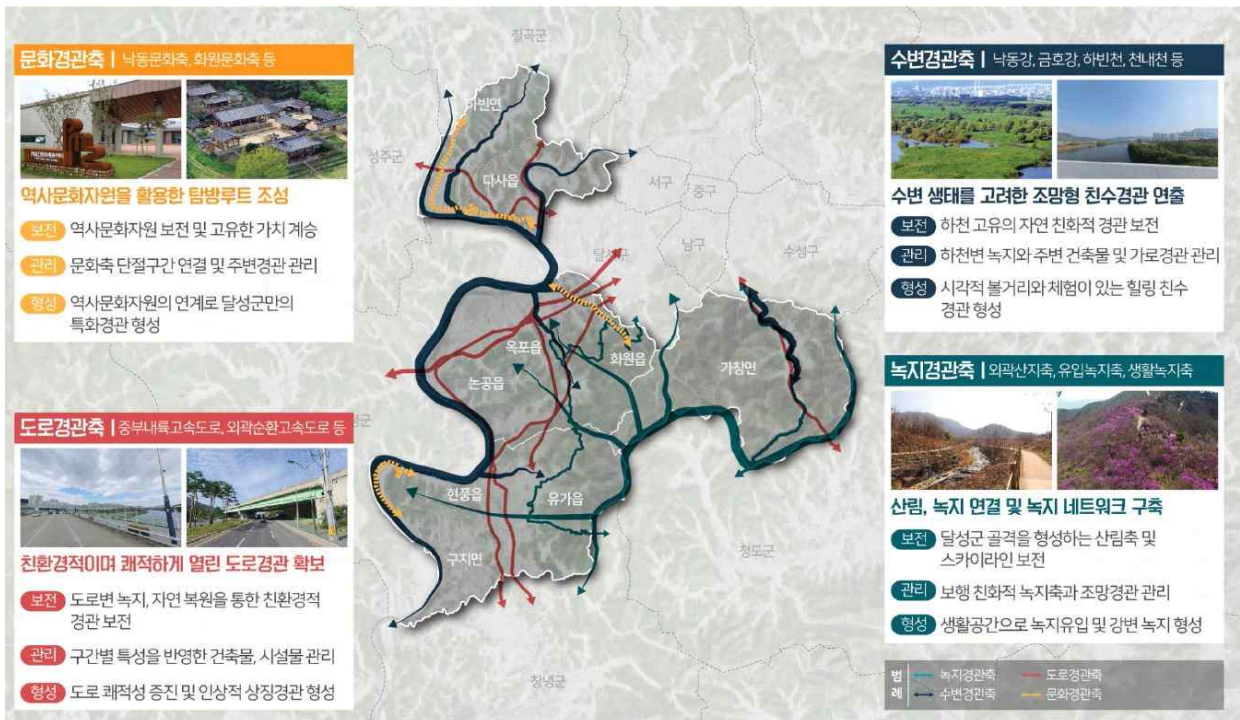 문화경관축 | 낙동문화축, 화원문화축 등
역사문화자원을 활용한 탐방루트 조성
보전 역사문화자원 보전 및 고유한 가치 계승
관리 문화축 단절구간 연결 및 주변경관 관리
형성 역사문화자원의 연계로 달성군만의
특화경관 형성
도로경관축 | 중부내륙고속도로, 외곽순환고속도로 등
친환경적이며 쾌적하게 열린 도로경관 확보
보전 도로변 녹지, 자연 복원을 통한 친환경적
경관 보전
관리 구간별 특성을 반영한 건축물, 시설물 관리
형성 도로 쾌적성 증진 및 인상적 상징경관 형성
칠곡군
하빈면
성주군
다사읍
서구
중구
달서구
남구
수성구
옥포읍
화원읍
가창면
논공읍
현풍읍
유가읍
구지면
청도군
창녕군
수변경관축 | 낙동강, 금호강, 하빈천, 천내천 등
수변 생태를 고려한 조망형 친수경관 연출
보전 하천 고유의 자연 친화적 경관 보전
관리 하천변 녹지와 주변 건축물 및 가로경관 관리
형성 시각적 볼거리와 체험이 있는 힐링 친수
경관 형성
녹지경관축 | 외곽산지축, 유입녹지축, 생활녹지축
산림, 녹지 연결 및 녹지 네트워크 구축
보전 달성군 골격을 형성하는 산림축 및
스카이라인 보전
관리 보행 친화적 녹지축과 조망경관 관리
형성 생활공간으로 녹지유입 및 강변 녹지 형성
범례
녹지경관축 도로경관축
수변경관축 문화경관축